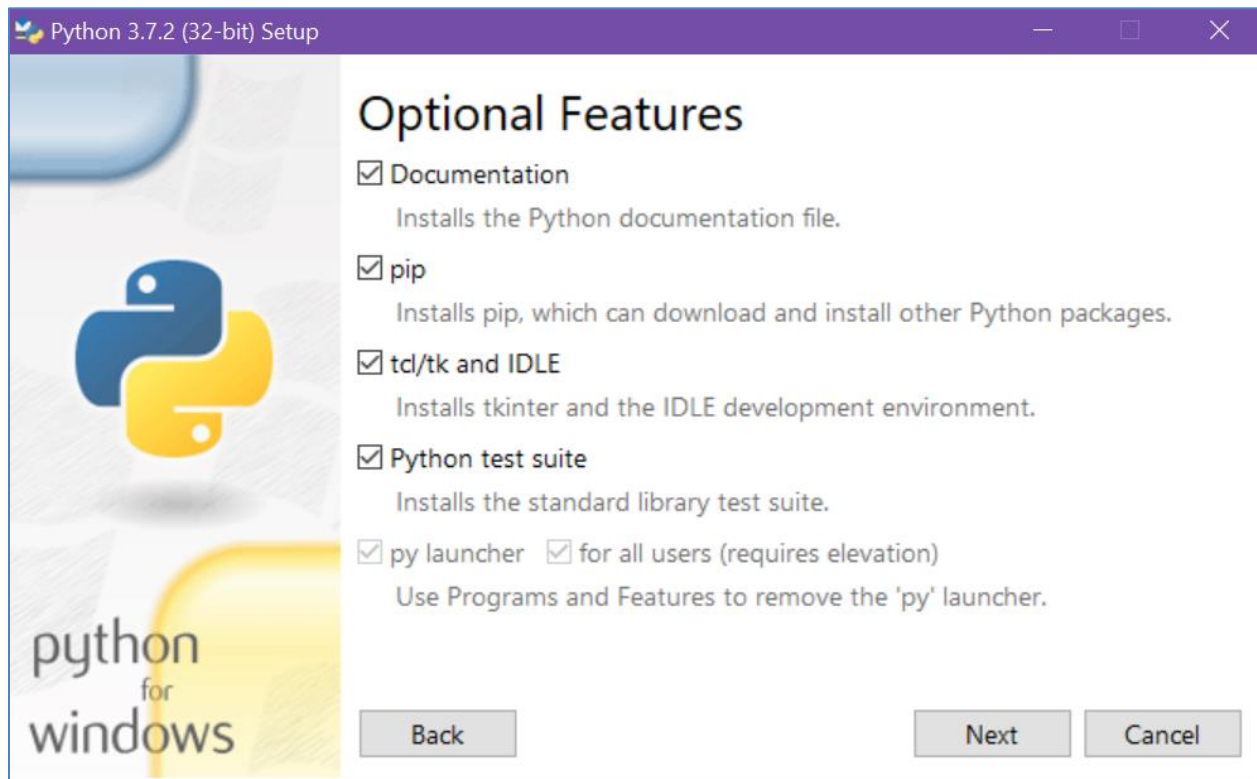 Python 3.7.2 (32-bit) Setup
Optional Features
Documentation
Installs the Python documentation file.
pip
Installs pip, which can download and install other Python packages.
tcl/tk and IDLE
Installs tkinter and the IDLE development environment.
Python test suite
Installs the standard library test suite.
py launcher for all users (requires elevation)
Use Programs and Features to remove the 'py' launcher.
python
for
windows
Back Next Cancel